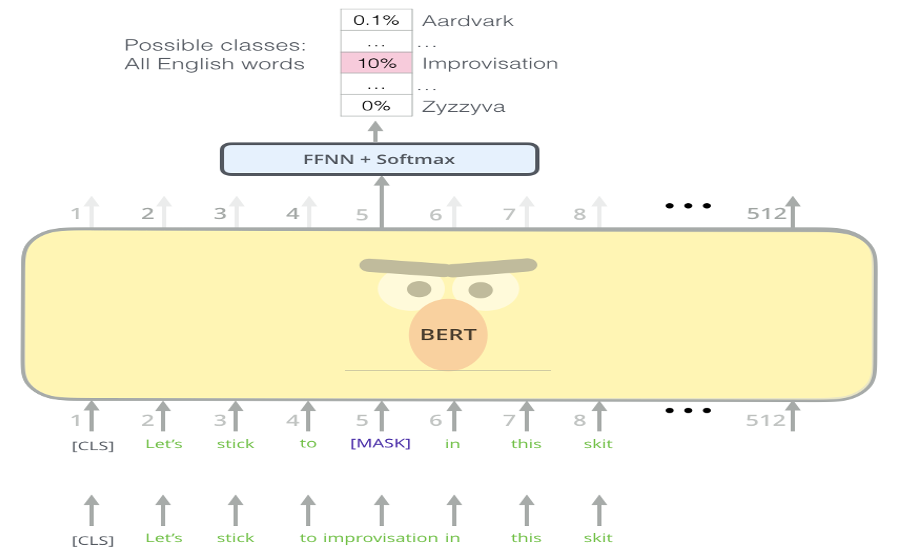 0.1% Aardvark
Possible classes: ... ...
All English words 10% Improvisation
... ...
0% Zyzzyva
FFNN + Softmax
1 2 3 4 5 6 7 8 ••• 512
BERT
1 2 3 4 5 6 7 8 ••• 512
[CLS] Let's stick to [MASK] in this skit
[CLS] Let's stick to improvisation in this skit